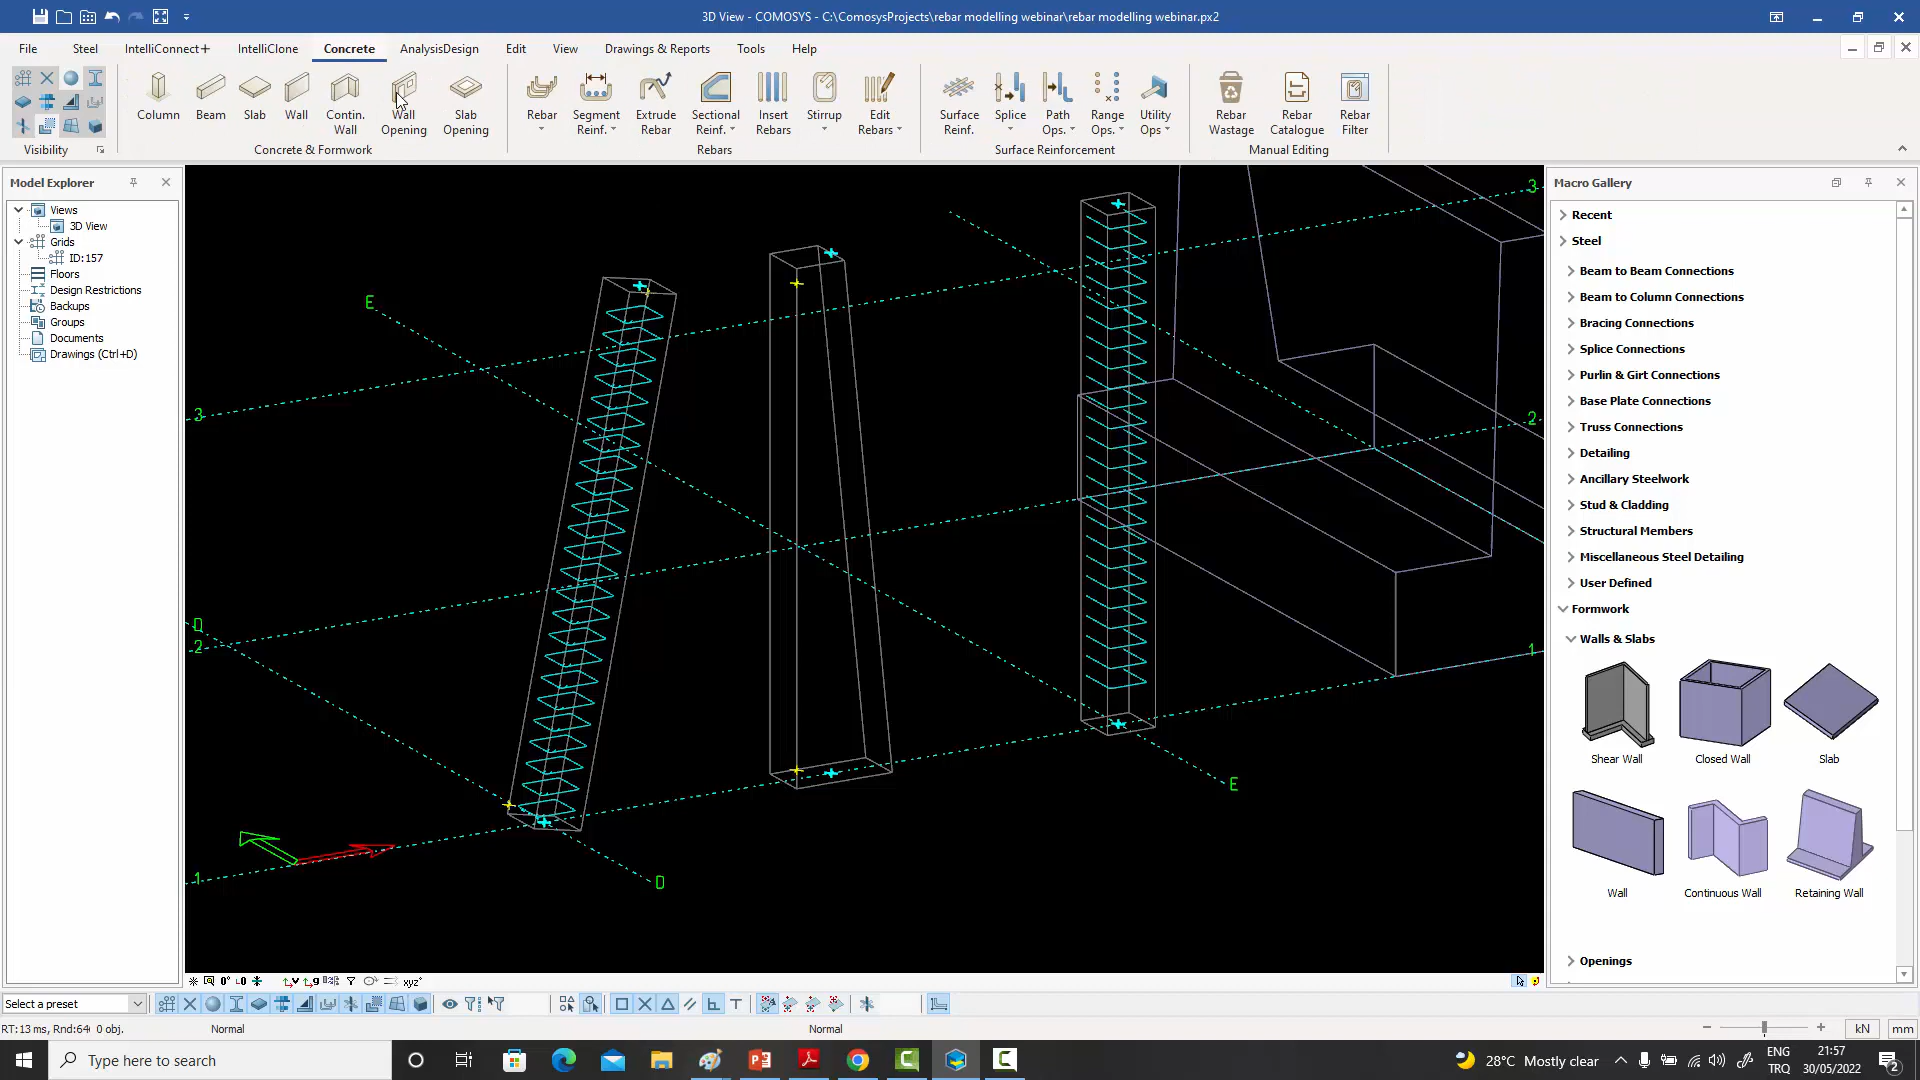 3D View - COMOSYS - C:\ComosysProjects\rebar modelling webinar\rebar modelling webinar.px2
File Steel IntelliConnect+ IntelliClone Concrete AnalysisDesign Edit View Drawings & Reports Tools Help
Column Beam Slab Wall Contin. Wall Wall Opening Slab Opening Rebar Segment Reinf. Extrude Rebar Sectional Reinf. Insert Rebars Stirrup Edit Rebars Surface Reinf. Splice Path Ops. Range Ops. Utility Ops Rebar Wastage Rebar Catalogue Rebar Filter
Visibility Concrete & Formwork Rebars Surface Reinforcement Manual Editing
Model Explorer
Views
3D View
Grids
ID:157
Floors
Design Restrictions
Backups
Groups
Documents
Drawings (Ctrl+D)
3
E
3
2
D
2
1
E
1
D
Macro Gallery
Recent
Steel
Beam to Beam Connections
Beam to Column Connections
Bracing Connections
Splice Connections
Purlin & Girt Connections
Base Plate Connections
Truss Connections
Detailing
Ancillary Steelwork
Stud & Cladding
Structural Members
Miscellaneous Steel Detailing
User Defined
Formwork
Walls & Slabs
Shear Wall Closed Wall Slab
Wall Continuous Wall Retaining Wall
Openings
xyz
Select a preset
RT:13 ms, Rnd:64 0 obj. Normal Normal kN mm
Type here to search
28°C Mostly clear
ENG
TRQ
21:57
30/05/2022
2